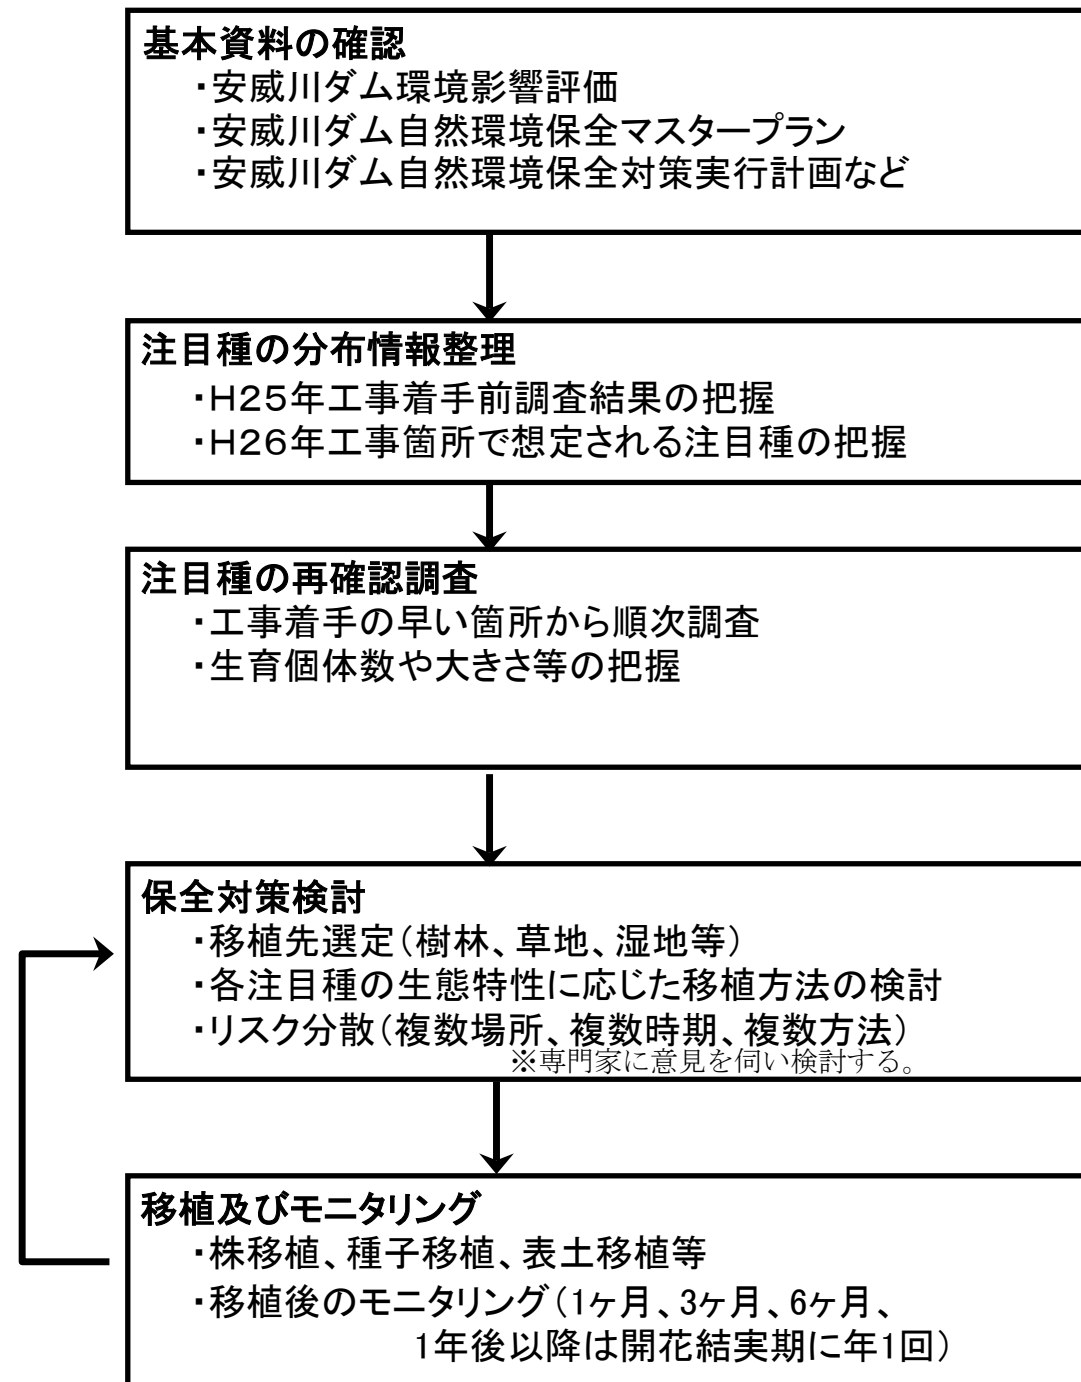 基本資料の確認
・安威川ダム環境影響評価
・安威川ダム自然環境保全マスタープラン
・安威川ダム自然環境保全対策実行計画など
注目種の分布情報整理
・H25年工事着手前調査結果の把握
・H26年工事箇所で想定される注目種の把握
注目種の再確認調査
・工事着手の早い箇所から順次調査
・生育個体数や大きさ等の把握
保全対策検討
・移植先選定(樹林、草地、湿地等)
・各注目種の生態特性に応じた移植方法の検討
・リスク分散(複数場所、複数時期、複数方法)
※専門家に意見を伺い検討する。
移植及びモニタリング
・株移植、種子移植、表土移植等
・移植後のモニタリング(1ヶ月、3ヶ月、6ヶ月、
1年後以降は開花結実期に年1回)